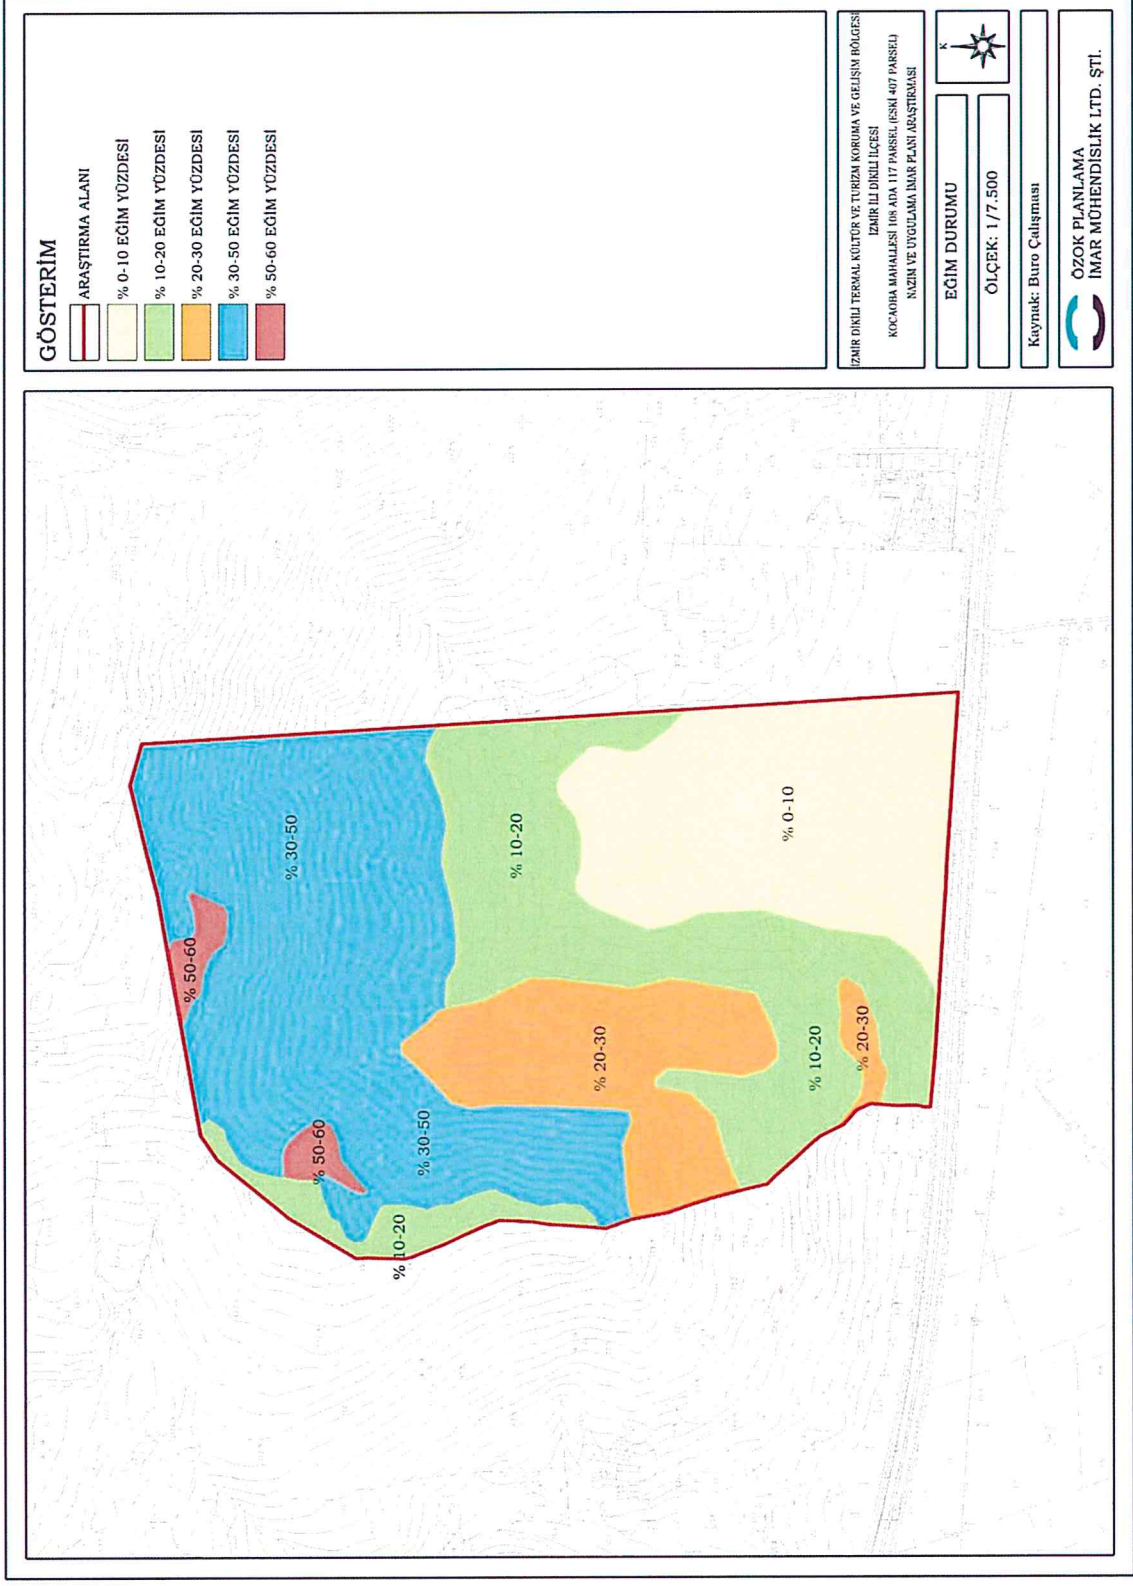 GÖSTERİM
ARAŞTIRMA ALANI
% 0-10 EĞİM YÜZDESİ
% 10-20 EĞİM YÜZDESİ
% 20-30 EĞİM YÜZDESİ
% 30-50 EĞİM YÜZDESİ
% 50-60 EĞİM YÜZDESİ
İZMİR DİKİLİ TERMAL KÜLTÜR VE TURİZM KORUMA VE GELİŞİM BÖLGESİ
İZMİR İLİ DİKİLİ İLÇESİ
KOCAOBA MAHALLESİ 108 ADA 117 PARSEL (ESKİ 407 PARSEL)
NAZIM VE UYGULAMA İMAR PLANI ARAŞTIRMASI
EĞİM DURUMU
K
ÖLÇEK: 1/7.500
Kaynak: Buro Çalışması
ÖZOK PLANLAMA
İMAR MÜHENDİSLİK LTD. ŞTİ.
% 50-60
% 30-50
% 50-60
% 30-50
% 10-20
% 10-20
% 20-30
% 0-10
% 10-20
% 20-30